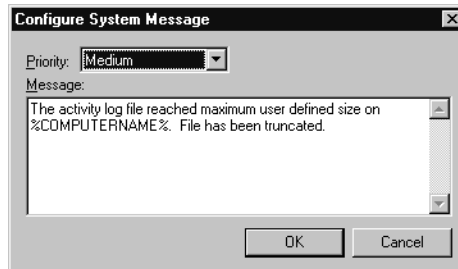 Configure System Message
Priority: Medium
Message:
The activity log file reached maximum user defined size on
%COMPUTERNAME%.  File has been truncated.
OK Cancel